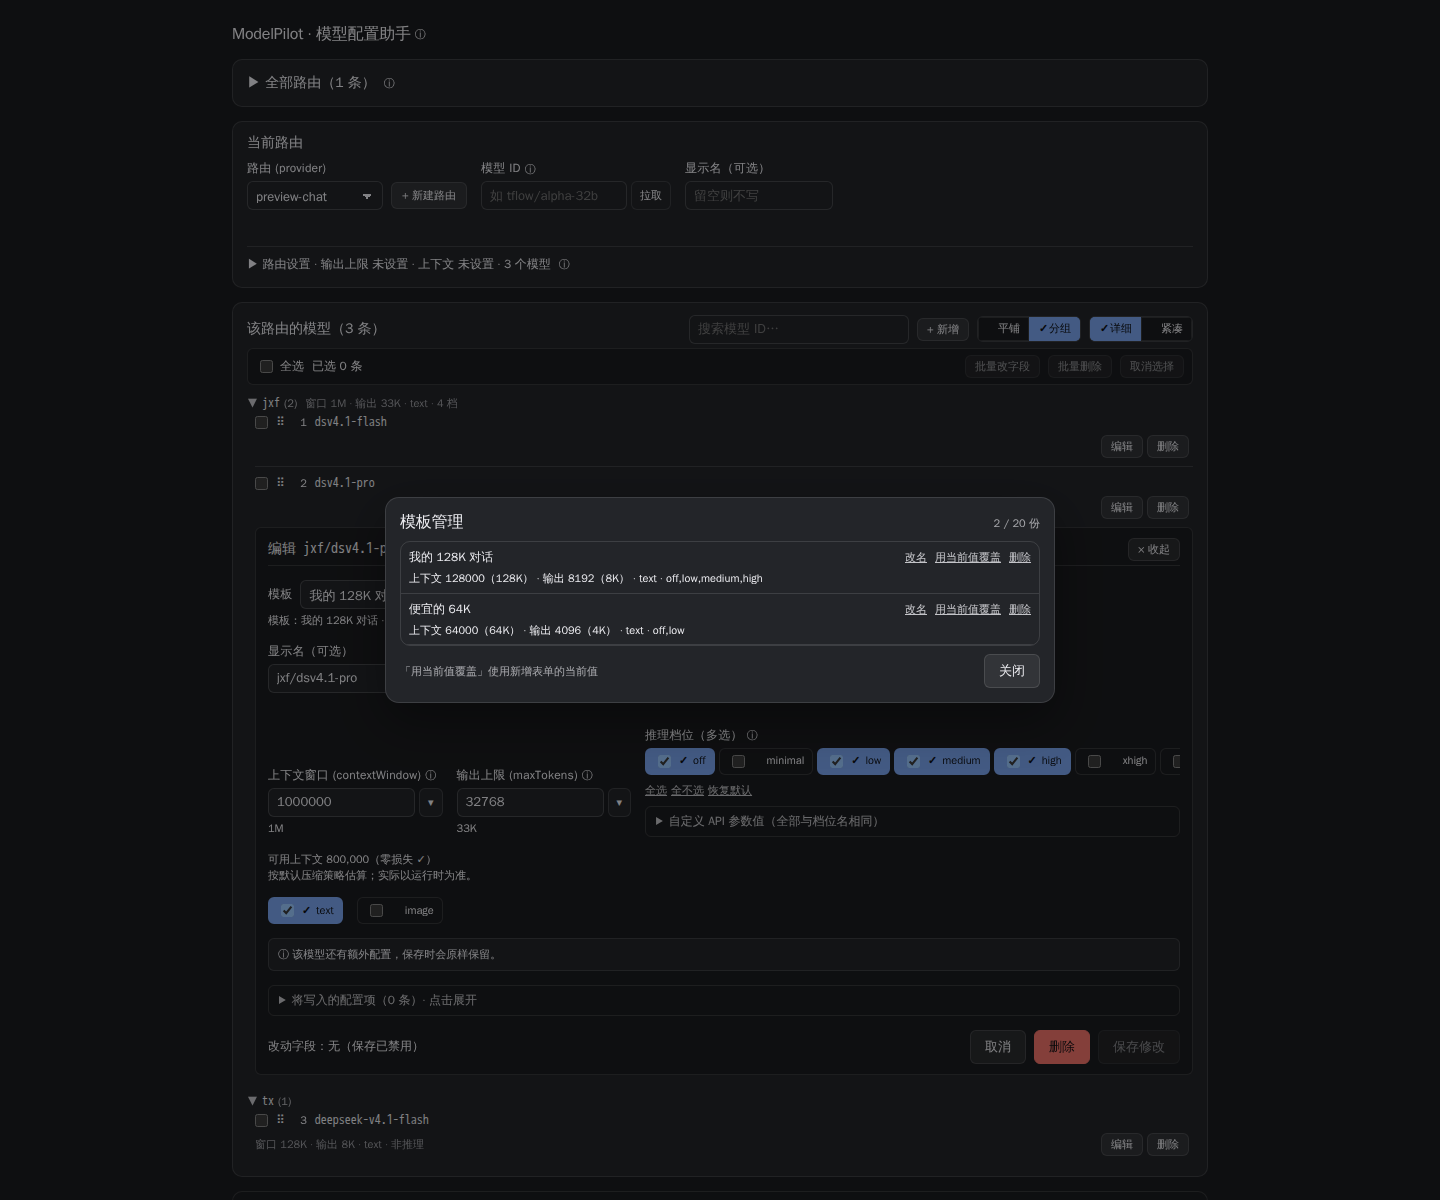 ModelPilot · 模型配置助手 ⓘ
▶ 全部路由（1 条） ⓘ
当前路由
路由 (provider)
模型 ID ⓘ
显示名（可选）
preview-chat
+ 新建路由
如 tflow/alpha-32b
拉取
留空则不写
▶ 路由设置 · 输出上限 未设置 · 上下文 未设置 · 3 个模型 ⓘ
该路由的模型（3 条）
搜索模型 ID···
+ 新增
平铺
✓分组
✓详细
紧凑
全选 已选 0 条
批量改字段
批量删除
取消选择
▼ jxf (2) 窗口 1M · 输出 33K · text · 4 档
1 dsv4.1-flash
编辑
删除
2 dsv4.1-pro
编辑
删除
编辑 jxf/dsv4.1-p
× 收起
模板
我的 128K 对
模板：我的 128K 对话 ·
显示名（可选）
jxf/dsv4.1-pro
模板管理
2 / 20 份
我的 128K 对话
改名 用当前值覆盖 删除
上下文 128000（128K） · 输出 8192（8K） · text · off,low,medium,high
便宜的 64K
改名 用当前值覆盖 删除
上下文 64000（64K） · 输出 4096（4K） · text · off,low
「用当前值覆盖」使用新增表单的当前值
关闭
推理档位（多选） ⓘ
✓ off
minimal
✓ low
✓ medium
✓ high
xhigh
全选 全不选 恢复默认
▶ 自定义 API 参数值（全部与档位名相同）
上下文窗口 (contextWindow) ⓘ
输出上限 (maxTokens) ⓘ
1000000
▼
32768
▼
1M
33K
可用上下文 800,000（零损失 ✓）
按默认压缩策略估算；实际以运行时为准。
✓ text
image
ⓘ 该模型还有额外配置，保存时会原样保留。
▶ 将写入的配置项（0 条）· 点击展开
改动字段：无（保存已禁用）
取消
删除
保存修改
▼ tx (1)
3 deepseek-v4.1-flash
窗口 128K · 输出 8K · text · 非推理
编辑
删除